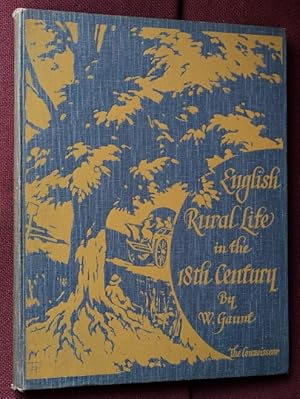 English
Rural Life
in the
18th Century
By
W. Gaunt
The Connoisseur